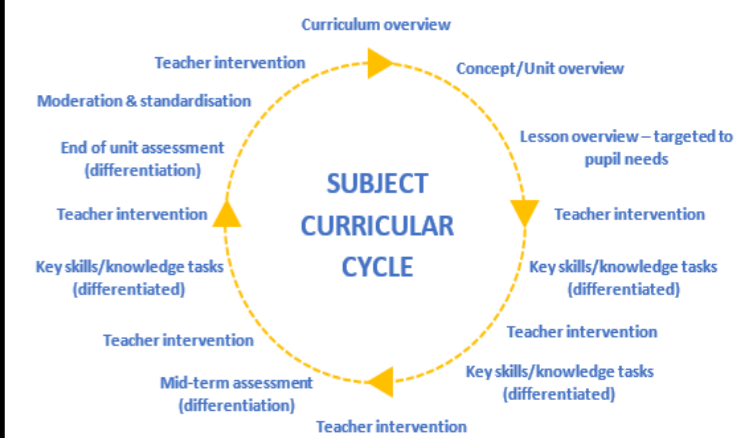 Curriculum overview
Concept/Unit overview
Lesson overview – targeted to
pupil needs
Teacher intervention
Key skills/knowledge tasks
(differentiated)
Teacher intervention
Key skills/knowledge tasks
(differentiated)
Teacher intervention
Mid-term assessment
(differentiation)
Teacher intervention
Key skills/knowledge tasks
(differentiated)
Teacher intervention
End of unit assessment
(differentiation)
Moderation & standardisation
Teacher intervention
SUBJECT
CURRICULAR
CYCLE